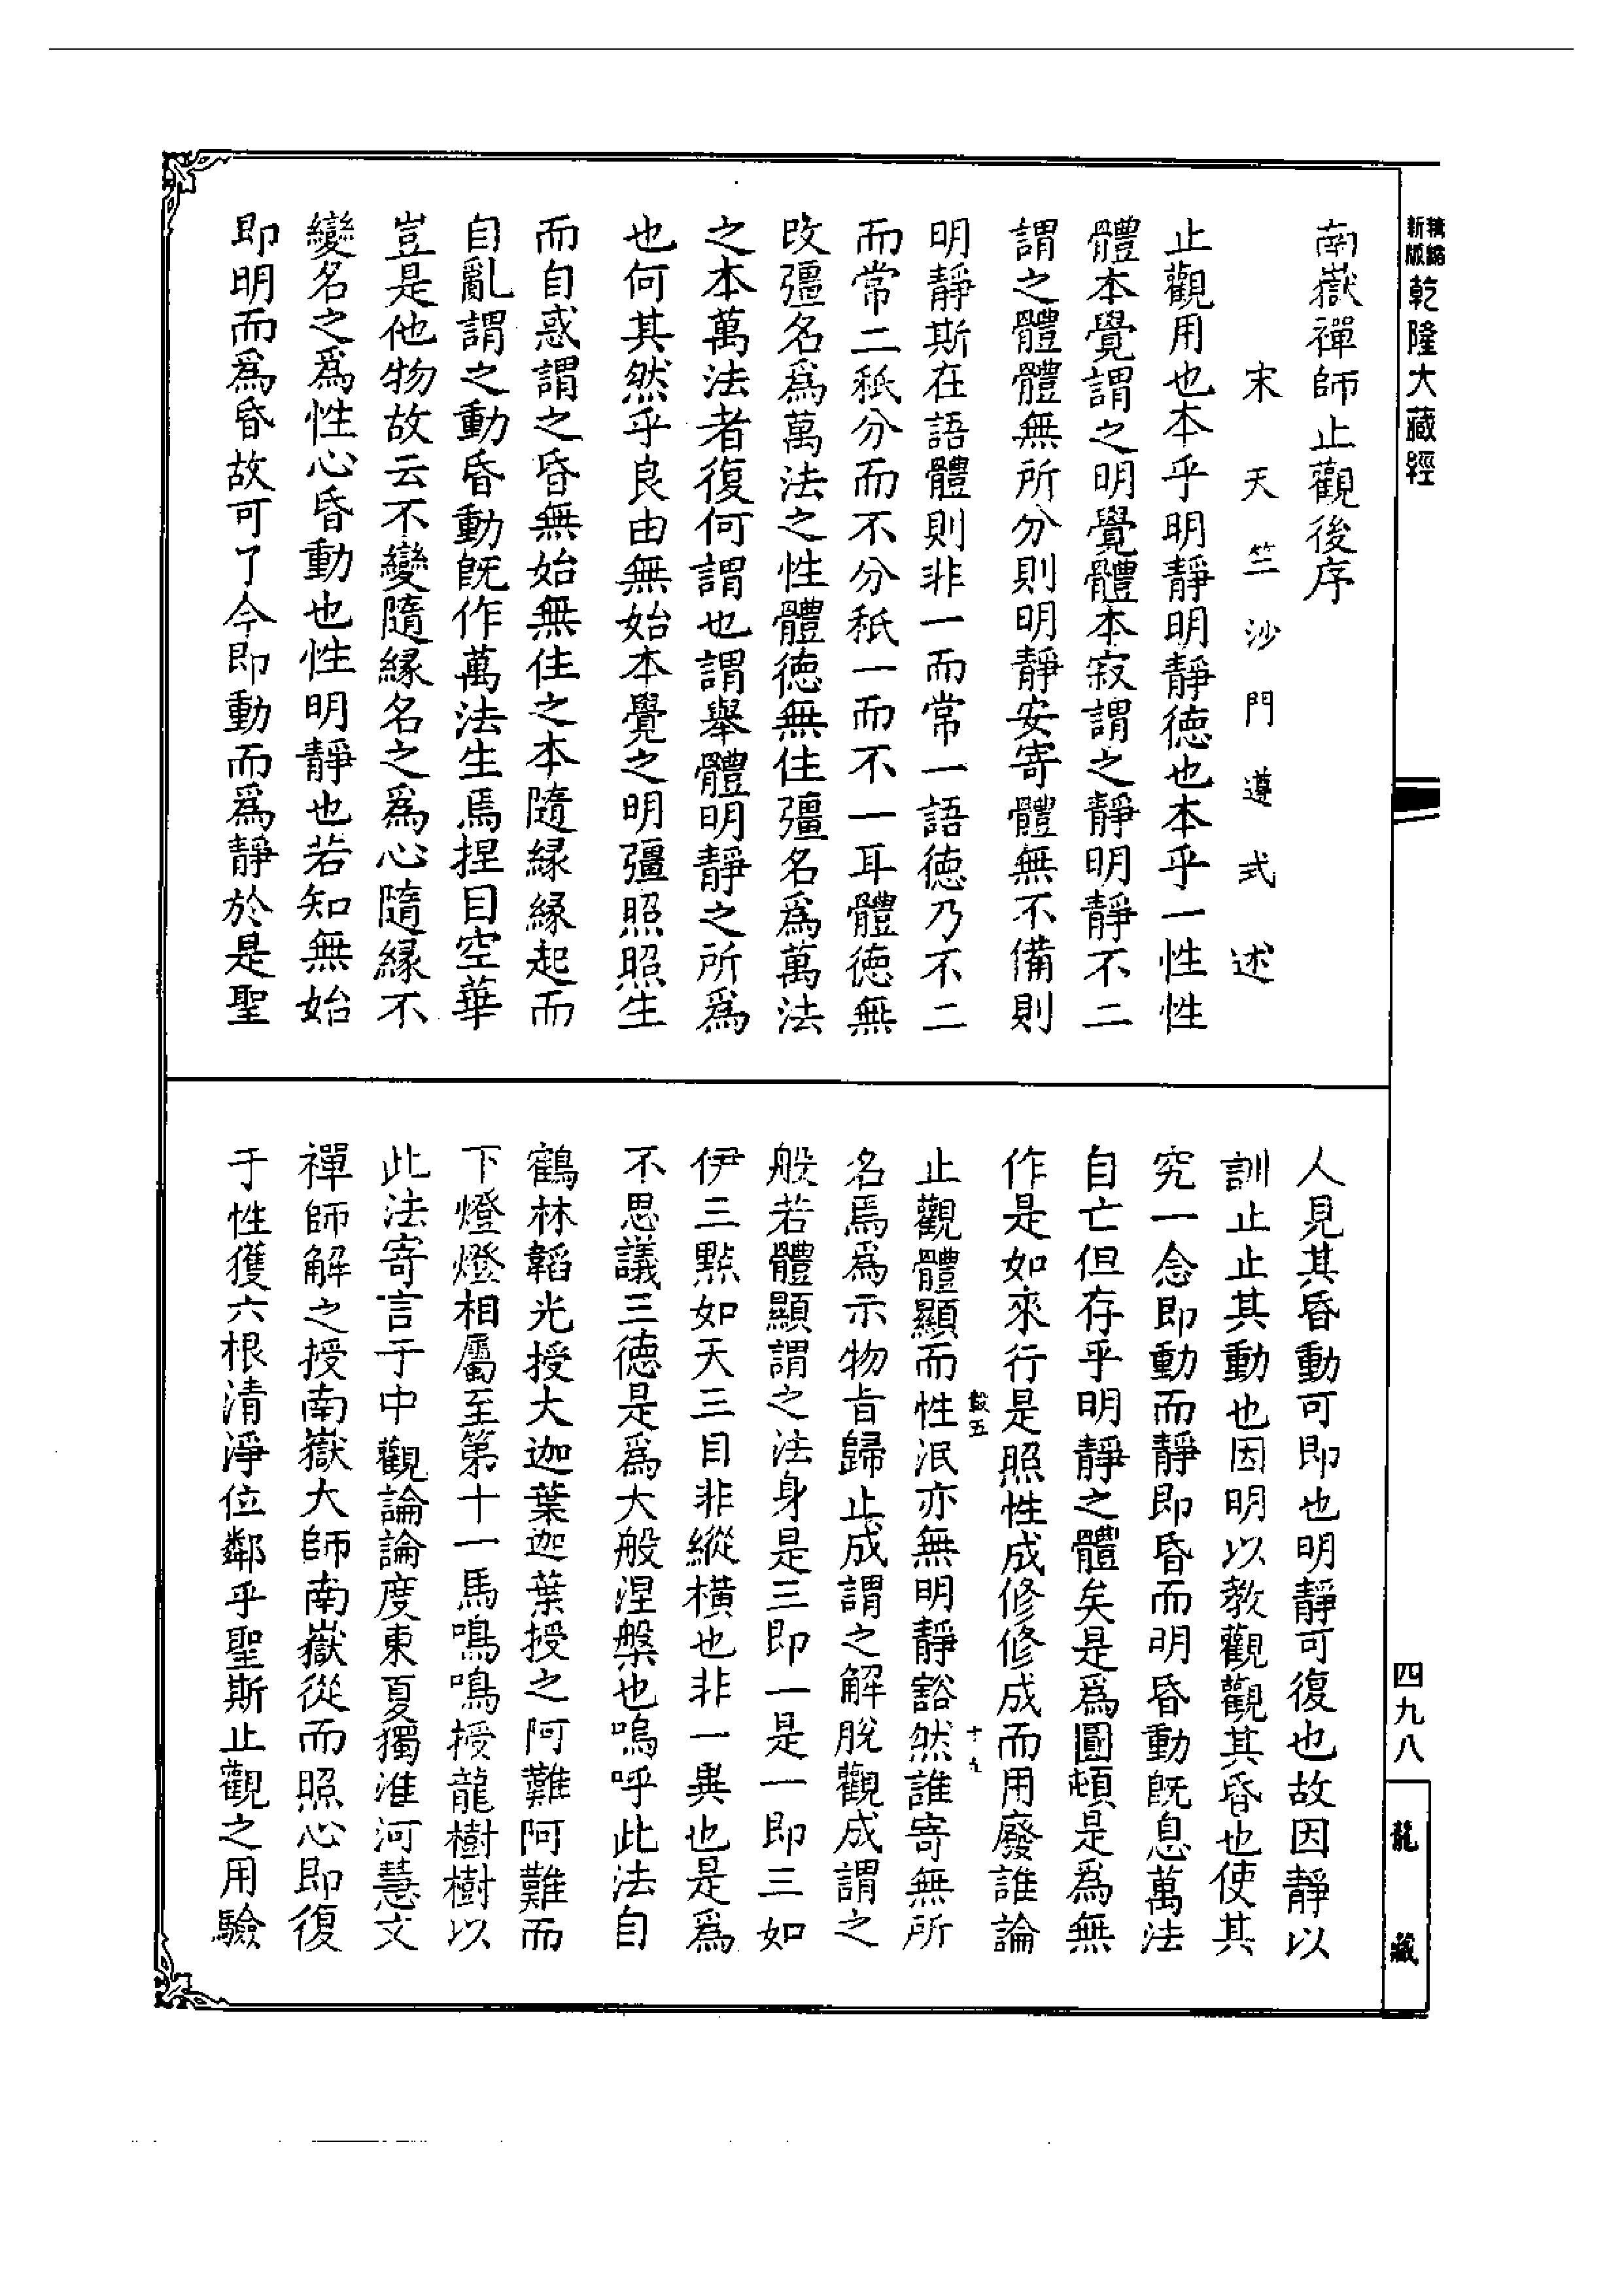 新版
精縮
乾隆大藏經
南嶽禪師止觀後序
宋天竺沙門遵式述
止觀用也本乎明靜明靜德也本乎一性性
體本覺謂之明覺體本寂謂之靜明靜不二
謂之體體無所分則明靜安寄體無不備則
明靜斯在語體則非一而常一語德乃不二
而常二秖分而不分秖一而不一耳體德無
改彊名爲萬法之性體德無住彊名爲萬法
之本萬法者復何謂也謂舉體明靜之所爲
也何其然乎良由無始本覺之明彊照照生
而自惑謂之昏無始無住之本隨緣緣起而
自亂謂之動昏動旣作萬法生焉捏目空華
豈是他物故云不變隨緣名之爲心隨緣不
變名之爲性心昏動也性明靜也若知無始
即明而爲昏故可了今即動而爲靜於是聖
人見其昏動可即也明靜可復也故因靜以
訓止止其動也因明以教觀觀其昏也使其
究一念即動而靜即昏而明昏動旣息萬法
自亡但存乎明靜之體矣是爲圓頓是爲無
作是如來行是照性成修修成而用廢誰論
止觀體顯而性泯亦無明靜豁然誰寄無所
名焉爲示物旨歸止成謂之解脫觀成謂之
般若體顯謂之法身是三即一是一即三如
伊三點如天三目非縱橫也非一異也是爲
不思議三德是爲大般涅槃也嗚呼此法自
鶴林韜光授大迦葉迦葉授之阿難阿難而
下燈燈相屬至第十一馬鳴鳴授龍樹樹以
此法寄言于中觀論論度東夏獨淮河慧文
禪師解之授南嶽大師南嶽從而照心即復
于性獲六根清淨位鄰乎聖斯止觀之用驗
四九八
龍藏